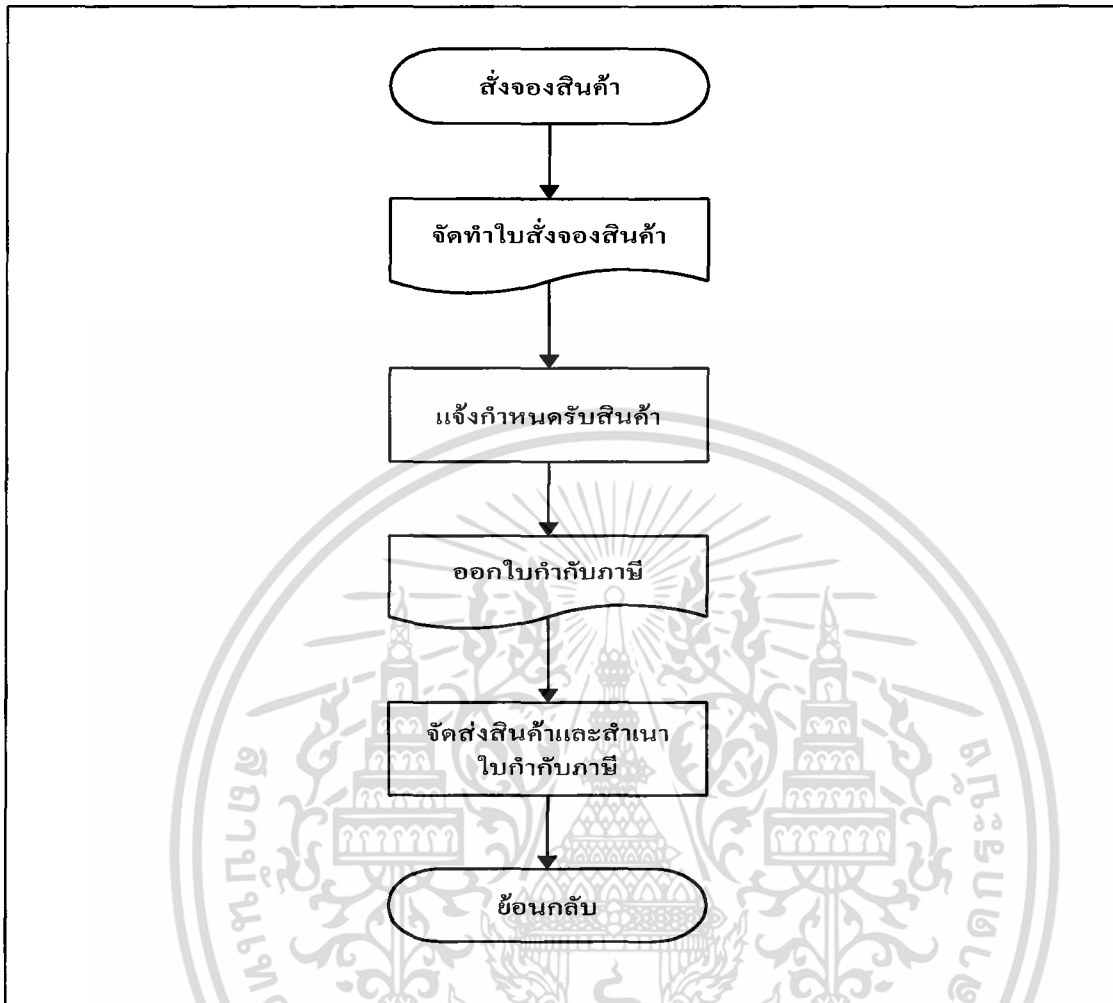 สั่งจองสินค้า
จัดทำใบสั่งจองสินค้า
แจ้งกำหนดรับสินค้า
ออกใบกำกับภาษี
จัดส่งสินค้าและสำเนา
ใบกำกับภาษี
ย้อนกลับ